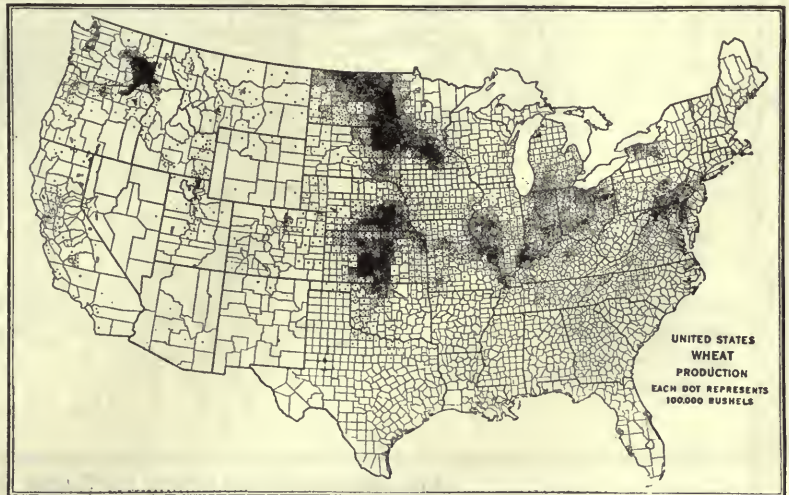 UNITED STATES
WHEAT
PRODUCTION
EACH DOT REPRESENTS
100,000 BUSHELS